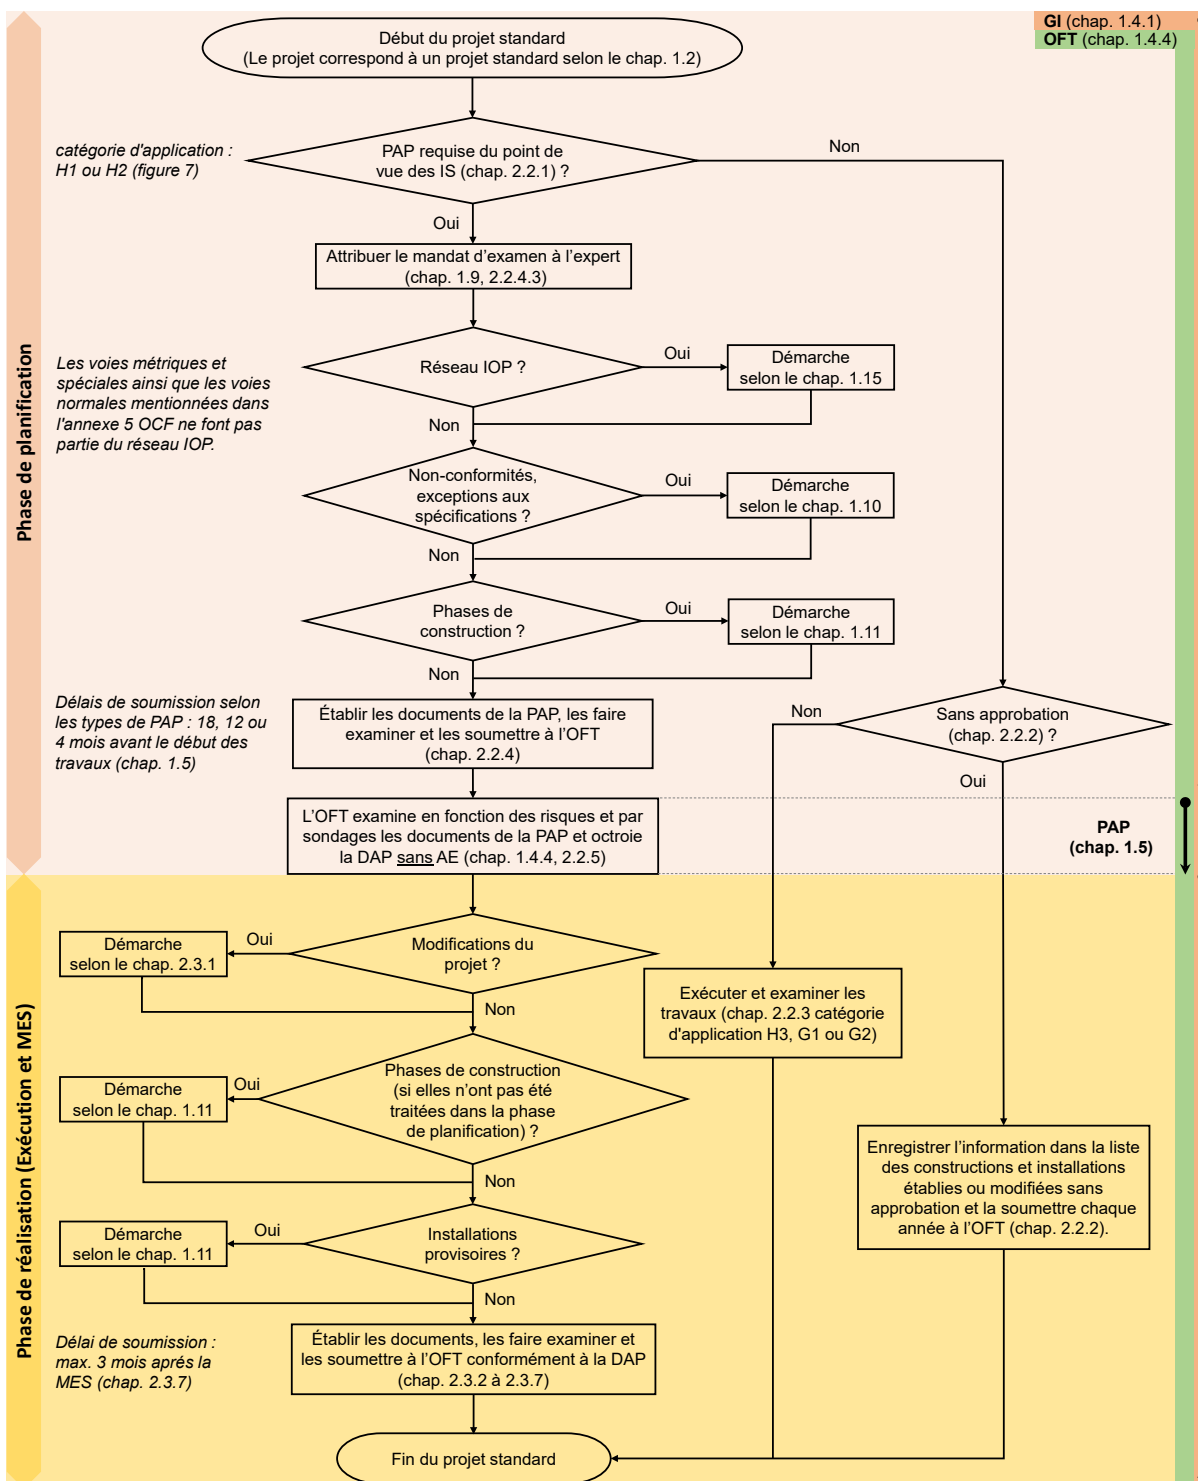 GI (chap. 1.4.1)
OFT (chap. 1.4.4)
Début du projet standard
(Le projet correspond à un projet standard selon le chap. 1.2)
catégorie d'application :
H1 ou H2 (figure 7)
PAP requise du point de
vue des IS (chap. 2.2.1) ?
Non
Oui
Attribuer le mandat d’examen à l’expert
(chap. 1.9, 2.2.4.3)
Phase de planification
Les voies métriques et
spéciales ainsi que les voies
normales mentionnées dans
l'annexe 5 OCF ne font pas
partie du réseau IOP.
Réseau IOP ?
Oui
Démarche
selon le chap. 1.15
Non
Non-conformités,
exceptions aux
spécifications ?
Oui
Démarche
selon le chap. 1.10
Non
Phases de
construction ?
Oui
Démarche
selon le chap. 1.11
Non
Délais de soumission selon
les types de PAP : 18, 12 ou
4 mois avant le début des
travaux (chap. 1.5)
Établir les documents de la PAP, les faire
examiner et les soumettre à l’OFT
(chap. 2.2.4)
Non
Sans approbation
(chap. 2.2.2) ?
Oui
L’OFT examine en fonction des risques et par
sondages les documents de la PAP et octroie
la DAP sans AE (chap. 1.4.4, 2.2.5)
PAP
(chap. 1.5)
Phase de réalisation (Exécution et MES)
Démarche
selon le chap. 2.3.1
Oui
Modifications du
projet ?
Non
Exécuter et examiner les
travaux (chap. 2.2.3 catégorie
d'application H3, G1 ou G2)
Démarche
selon le chap. 1.11
Oui
Phases de construction
(si elles n’ont pas été
traitées dans la phase
de planification) ?
Non
Enregistrer l’information dans la liste
des constructions et installations
établies ou modifiées sans
approbation et la soumettre chaque
année à l’OFT (chap. 2.2.2).
Démarche
selon le chap. 1.11
Oui
Installations
provisoires ?
Non
Délai de soumission :
max. 3 mois aprés la
MES (chap. 2.3.7)
Établir les documents, les faire examiner et
les soumettre à l’OFT conformément à la DAP
(chap. 2.3.2 à 2.3.7)
Fin du projet standard